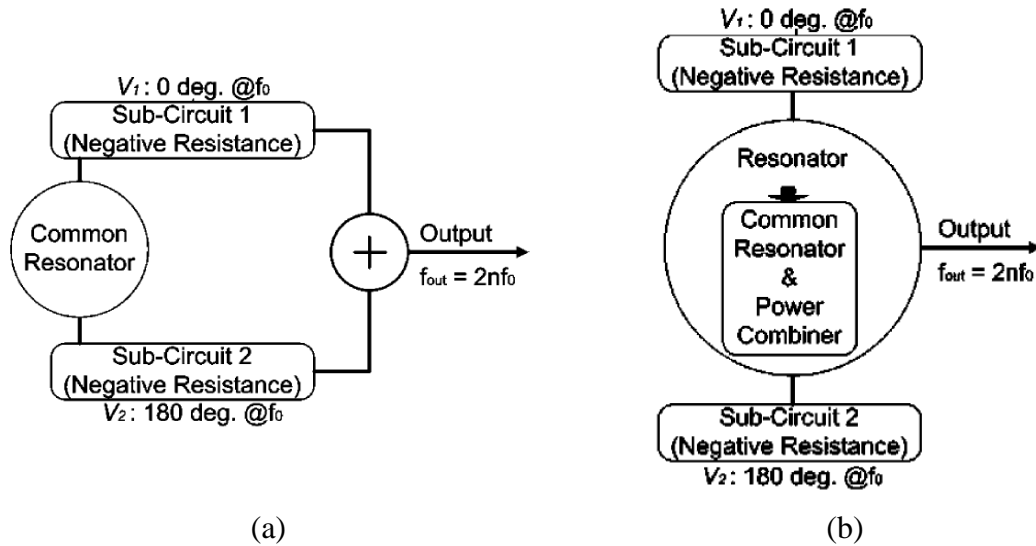 V₁: 0 deg. @f₀
Sub-Circuit 1
(Negative Resistance)
Common
Resonator
+
Output
fout = 2nf₀
Sub-Circuit 2
(Negative Resistance)
V₂: 180 deg. @f₀
(a)
V₁: 0 deg. @f₀
Sub-Circuit 1
(Negative Resistance)
Resonator
Common
Resonator
&
Power
Combiner
Output
fout = 2nf₀
Sub-Circuit 2
(Negative Resistance)
V₂: 180 deg. @f₀
(b)